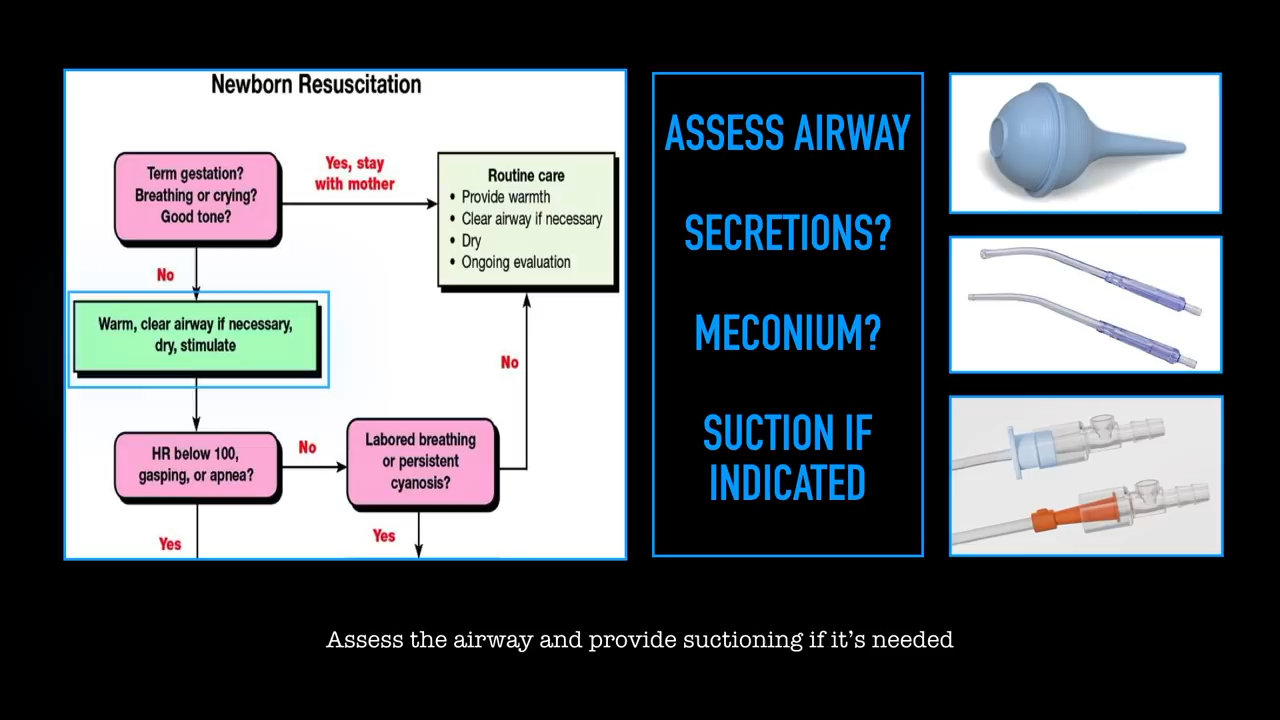 Newborn Resuscitation
Term gestation?
Breathing or crying?
Good tone?
Yes, stay
with mother
Routine care
• Provide warmth
• Clear airway if necessary
• Dry
• Ongoing evaluation
No
Warm, clear airway if necessary,
dry, stimulate
HR below 100,
gasping, or apnea?
No
Labored breathing
or persistent
cyanosis?
No
Yes
Yes
ASSESS AIRWAY
SECRETIONS?
MECONIUM?
SUCTION IF
INDICATED
Assess the airway and provide suctioning if it’s needed